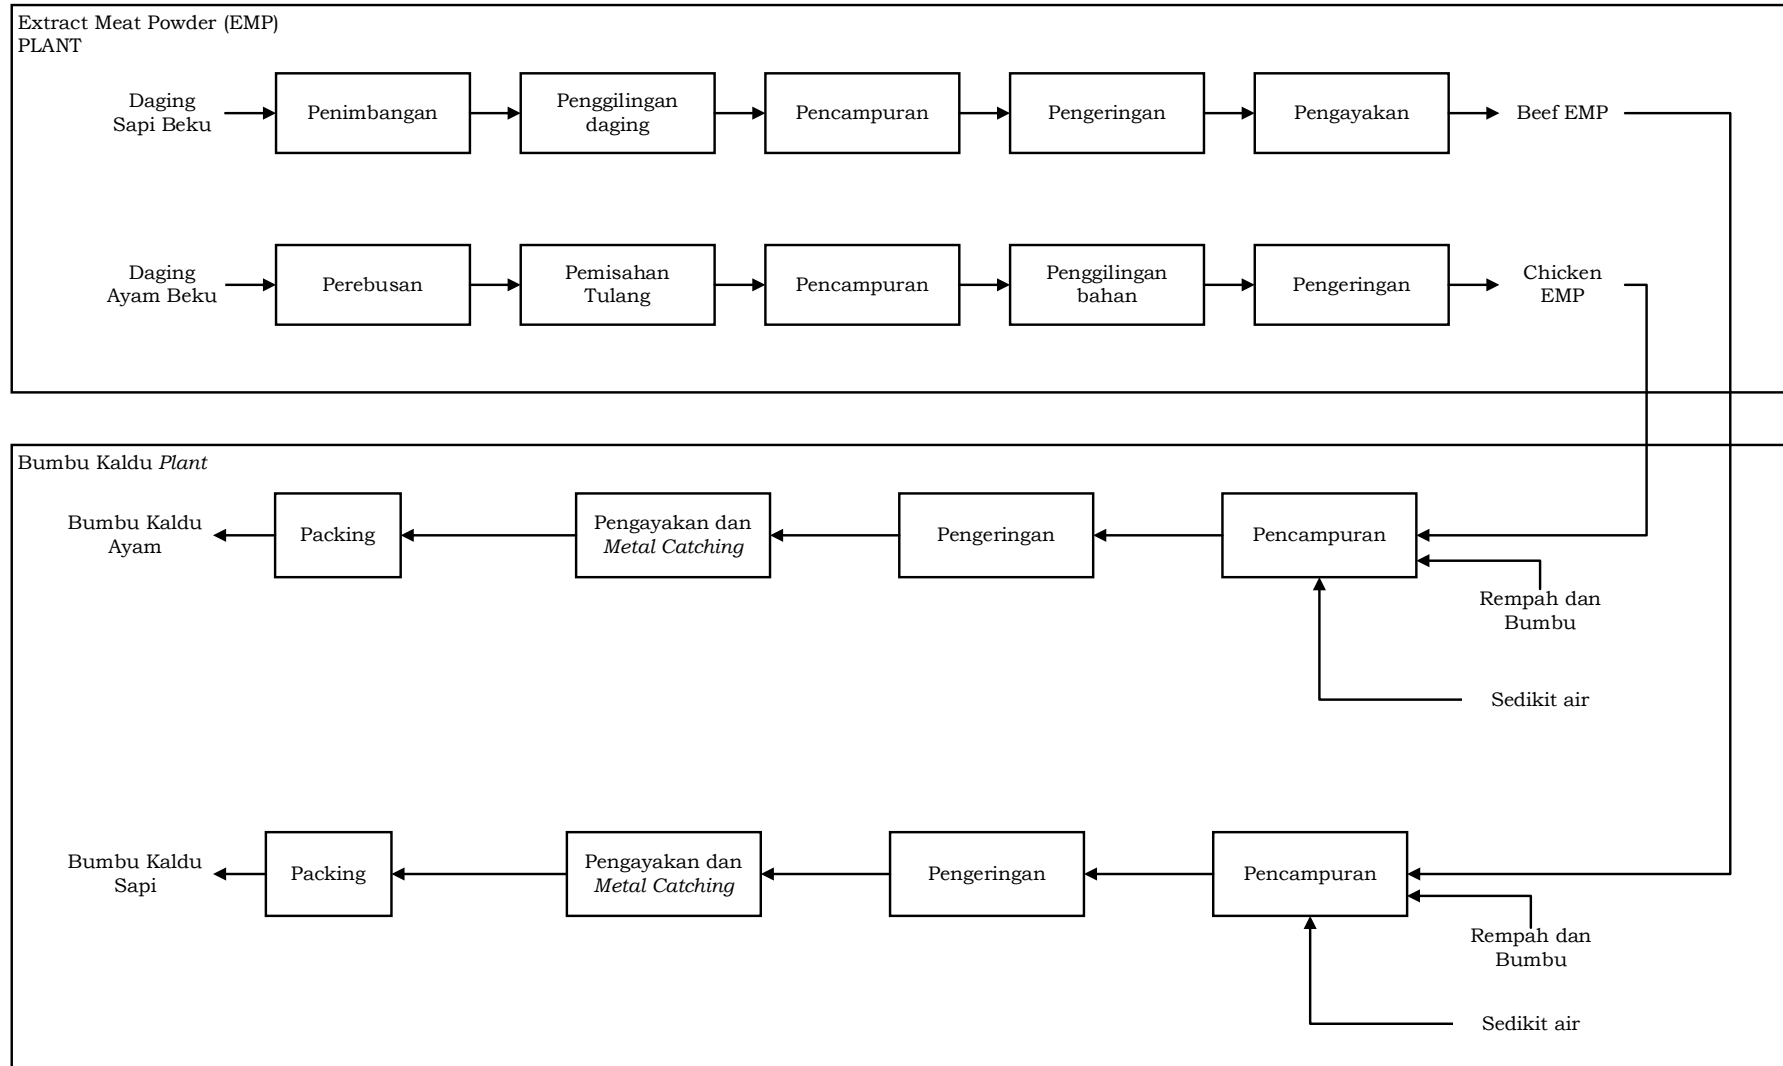 Extract Meat Powder (EMP)
PLANT
Daging
Sapi Beku
Penimbangan
Penggilingan
daging
Pencampuran
Pengeringan
Pengayakan
Beef EMP
Daging
Ayam Beku
Perebusan
Pemisahan
Tulang
Pencampuran
Penggilingan
bahan
Pengeringan
Chicken
EMP
Bumbu Kaldu Plant
Bumbu Kaldu
Ayam
Packing
Pengayakan dan
Metal Catching
Pengeringan
Pencampuran
Rempah dan
Bumbu
Sedikit air
Bumbu Kaldu
Sapi
Packing
Pengayakan dan
Metal Catching
Pengeringan
Pencampuran
Rempah dan
Bumbu
Sedikit air